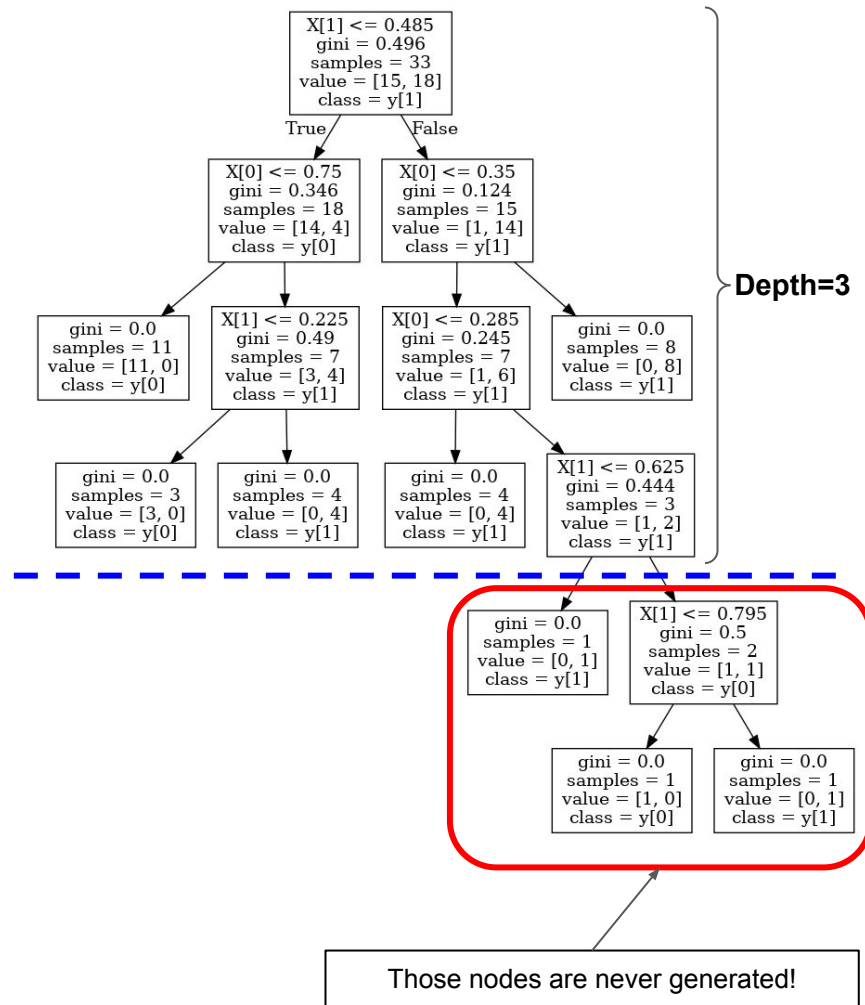 X[1] <= 0.485
gini = 0.496
samples = 33
value = [15, 18]
class = y[1]
True
False
X[0] <= 0.75
gini = 0.346
samples = 18
value = [14, 4]
class = y[0]
X[0] <= 0.35
gini = 0.124
samples = 15
value = [1, 14]
class = y[1]
Depth=3
gini = 0.0
samples = 11
value = [11, 0]
class = y[0]
X[1] <= 0.225
gini = 0.49
samples = 7
value = [3, 4]
class = y[1]
X[0] <= 0.285
gini = 0.245
samples = 7
value = [1, 6]
class = y[1]
gini = 0.0
samples = 8
value = [0, 8]
class = y[1]
gini = 0.0
samples = 3
value = [3, 0]
class = y[0]
gini = 0.0
samples = 4
value = [0, 4]
class = y[1]
gini = 0.0
samples = 4
value = [0, 4]
class = y[1]
X[1] <= 0.625
gini = 0.444
samples = 3
value = [1, 2]
class = y[1]
gini = 0.0
samples = 1
value = [0, 1]
class = y[1]
X[1] <= 0.795
gini = 0.5
samples = 2
value = [1, 1]
class = y[0]
gini = 0.0
samples = 1
value = [1, 0]
class = y[0]
gini = 0.0
samples = 1
value = [0, 1]
class = y[1]
Those nodes are never generated!